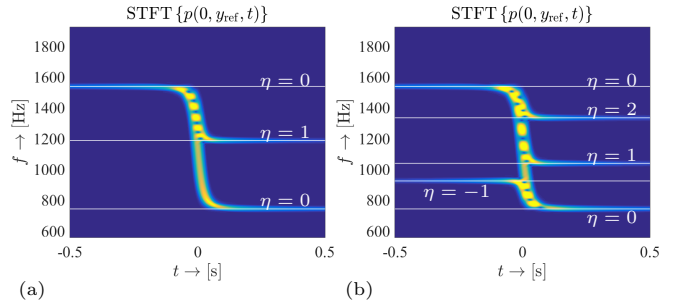 STFT {p(0, y_ref, t)}
1800
1600
1400
1200
1000
800
600
f → [Hz]
η = 0
η = 1
η = 0
-0.5
0
0.5
t → [s]
(a)
STFT {p(0, y_ref, t)}
1800
1600
1400
1200
1000
800
600
f → [Hz]
η = 0
η = 2
η = 1
η = −1
η = 0
-0.5
0
0.5
t → [s]
(b)